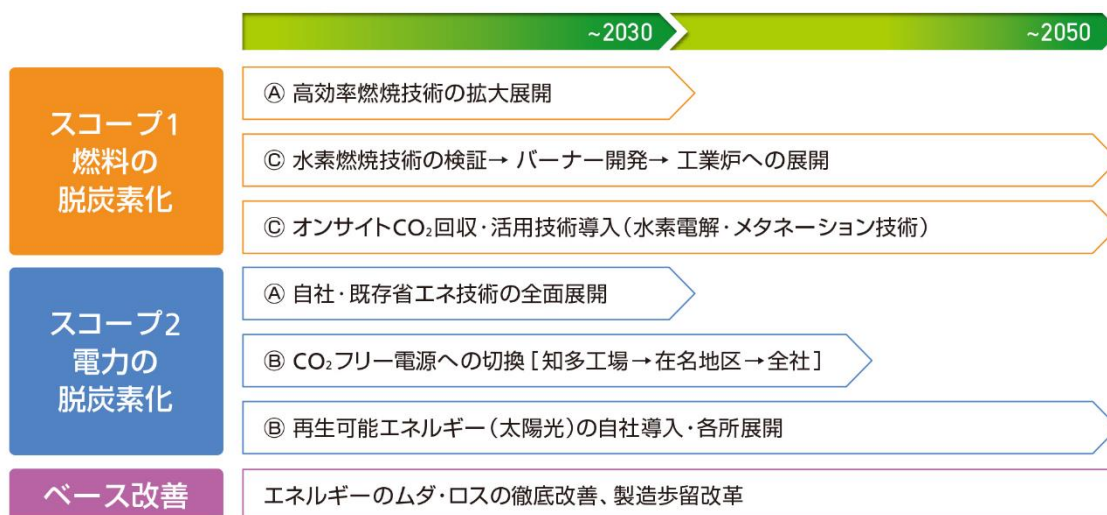 ~2030
~2050
スコープ1
燃料の
脱炭素化
Ⓐ 高効率燃焼技術の拡大展開
Ⓒ 水素燃焼技術の検証→ バーナー開発→ 工業炉への展開
Ⓒ オンサイトCO₂回収・活用技術導入(水素電解・メタネーション技術)
スコープ2
電力の
脱炭素化
Ⓐ 自社・既存省エネ技術の全面展開
Ⓑ CO₂フリー電源への切換[知多工場→在名地区→全社]
Ⓑ 再生可能エネルギー(太陽光)の自社導入・各所展開
ベース改善
エネルギーのムダ・ロスの徹底改善、製造歩留改革